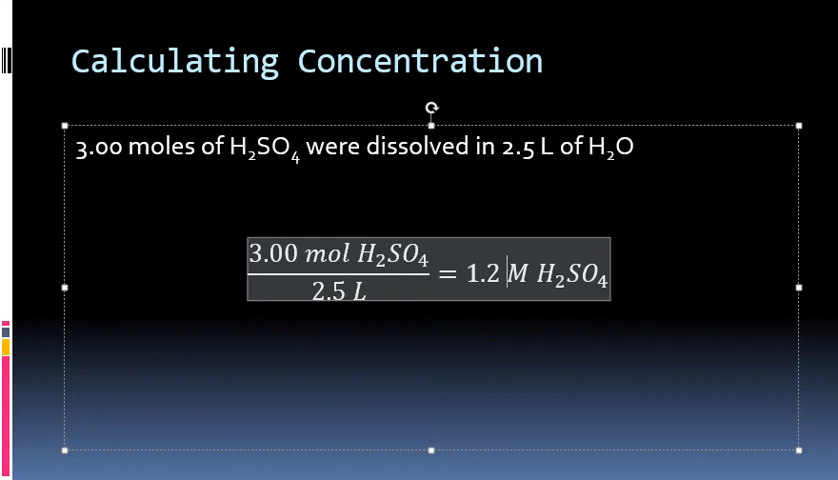 Calculating Concentration
3.00 moles of H₂SO₄ were dissolved in 2.5 L of H₂O
3.00 mol H₂SO₄
= 1.2 M H₂SO₄
2.5 L